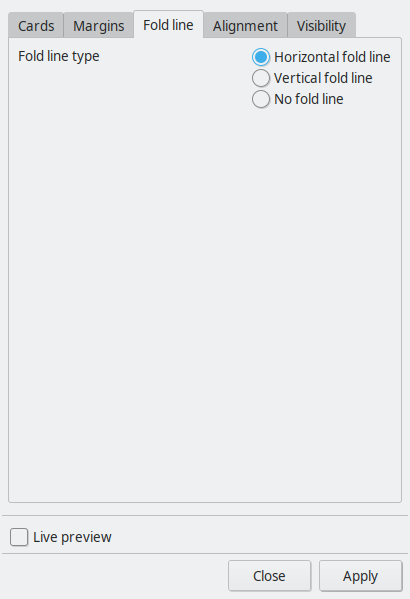 Cards Margins Fold line Alignment Visibility
Fold line type Horizontal fold line
Vertical fold line
No fold line
Live preview
Close Apply